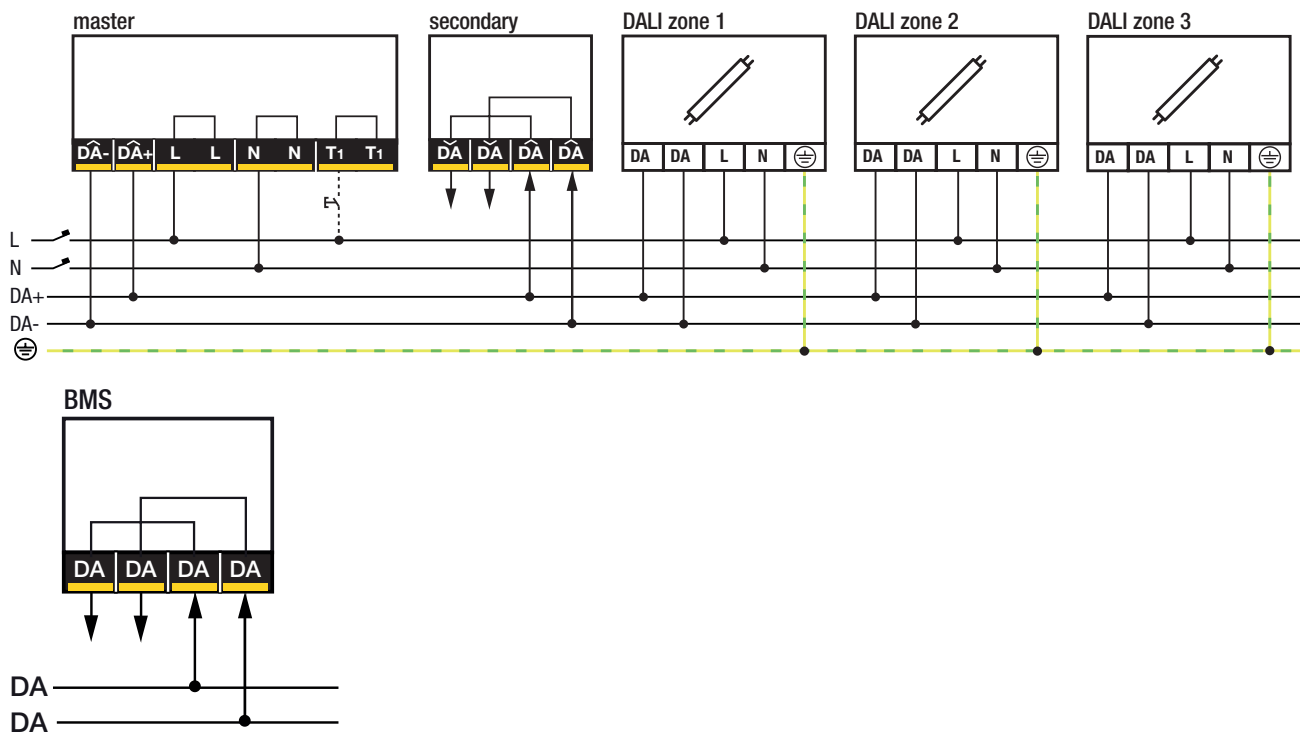 master
secondary
DALI zone 1
DALI zone 2
DALI zone 3
DA- DA+ L L N N T1 T1
DA DA DA DA
DA DA L N
DA DA L N
DA DA L N
L
N
DA+
DA-
BMS
DA DA DA DA
DA
DA